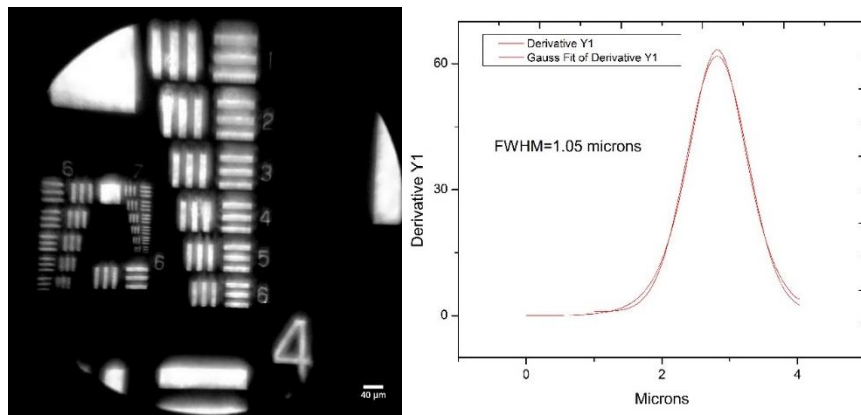 1
2
3
4
5
6
6 7
6
4
40 µm
Derivative Y1
Gauss Fit of Derivative Y1
FWHM=1.05 microns
60
30
0
Derivative Y1
0 2 4
Microns